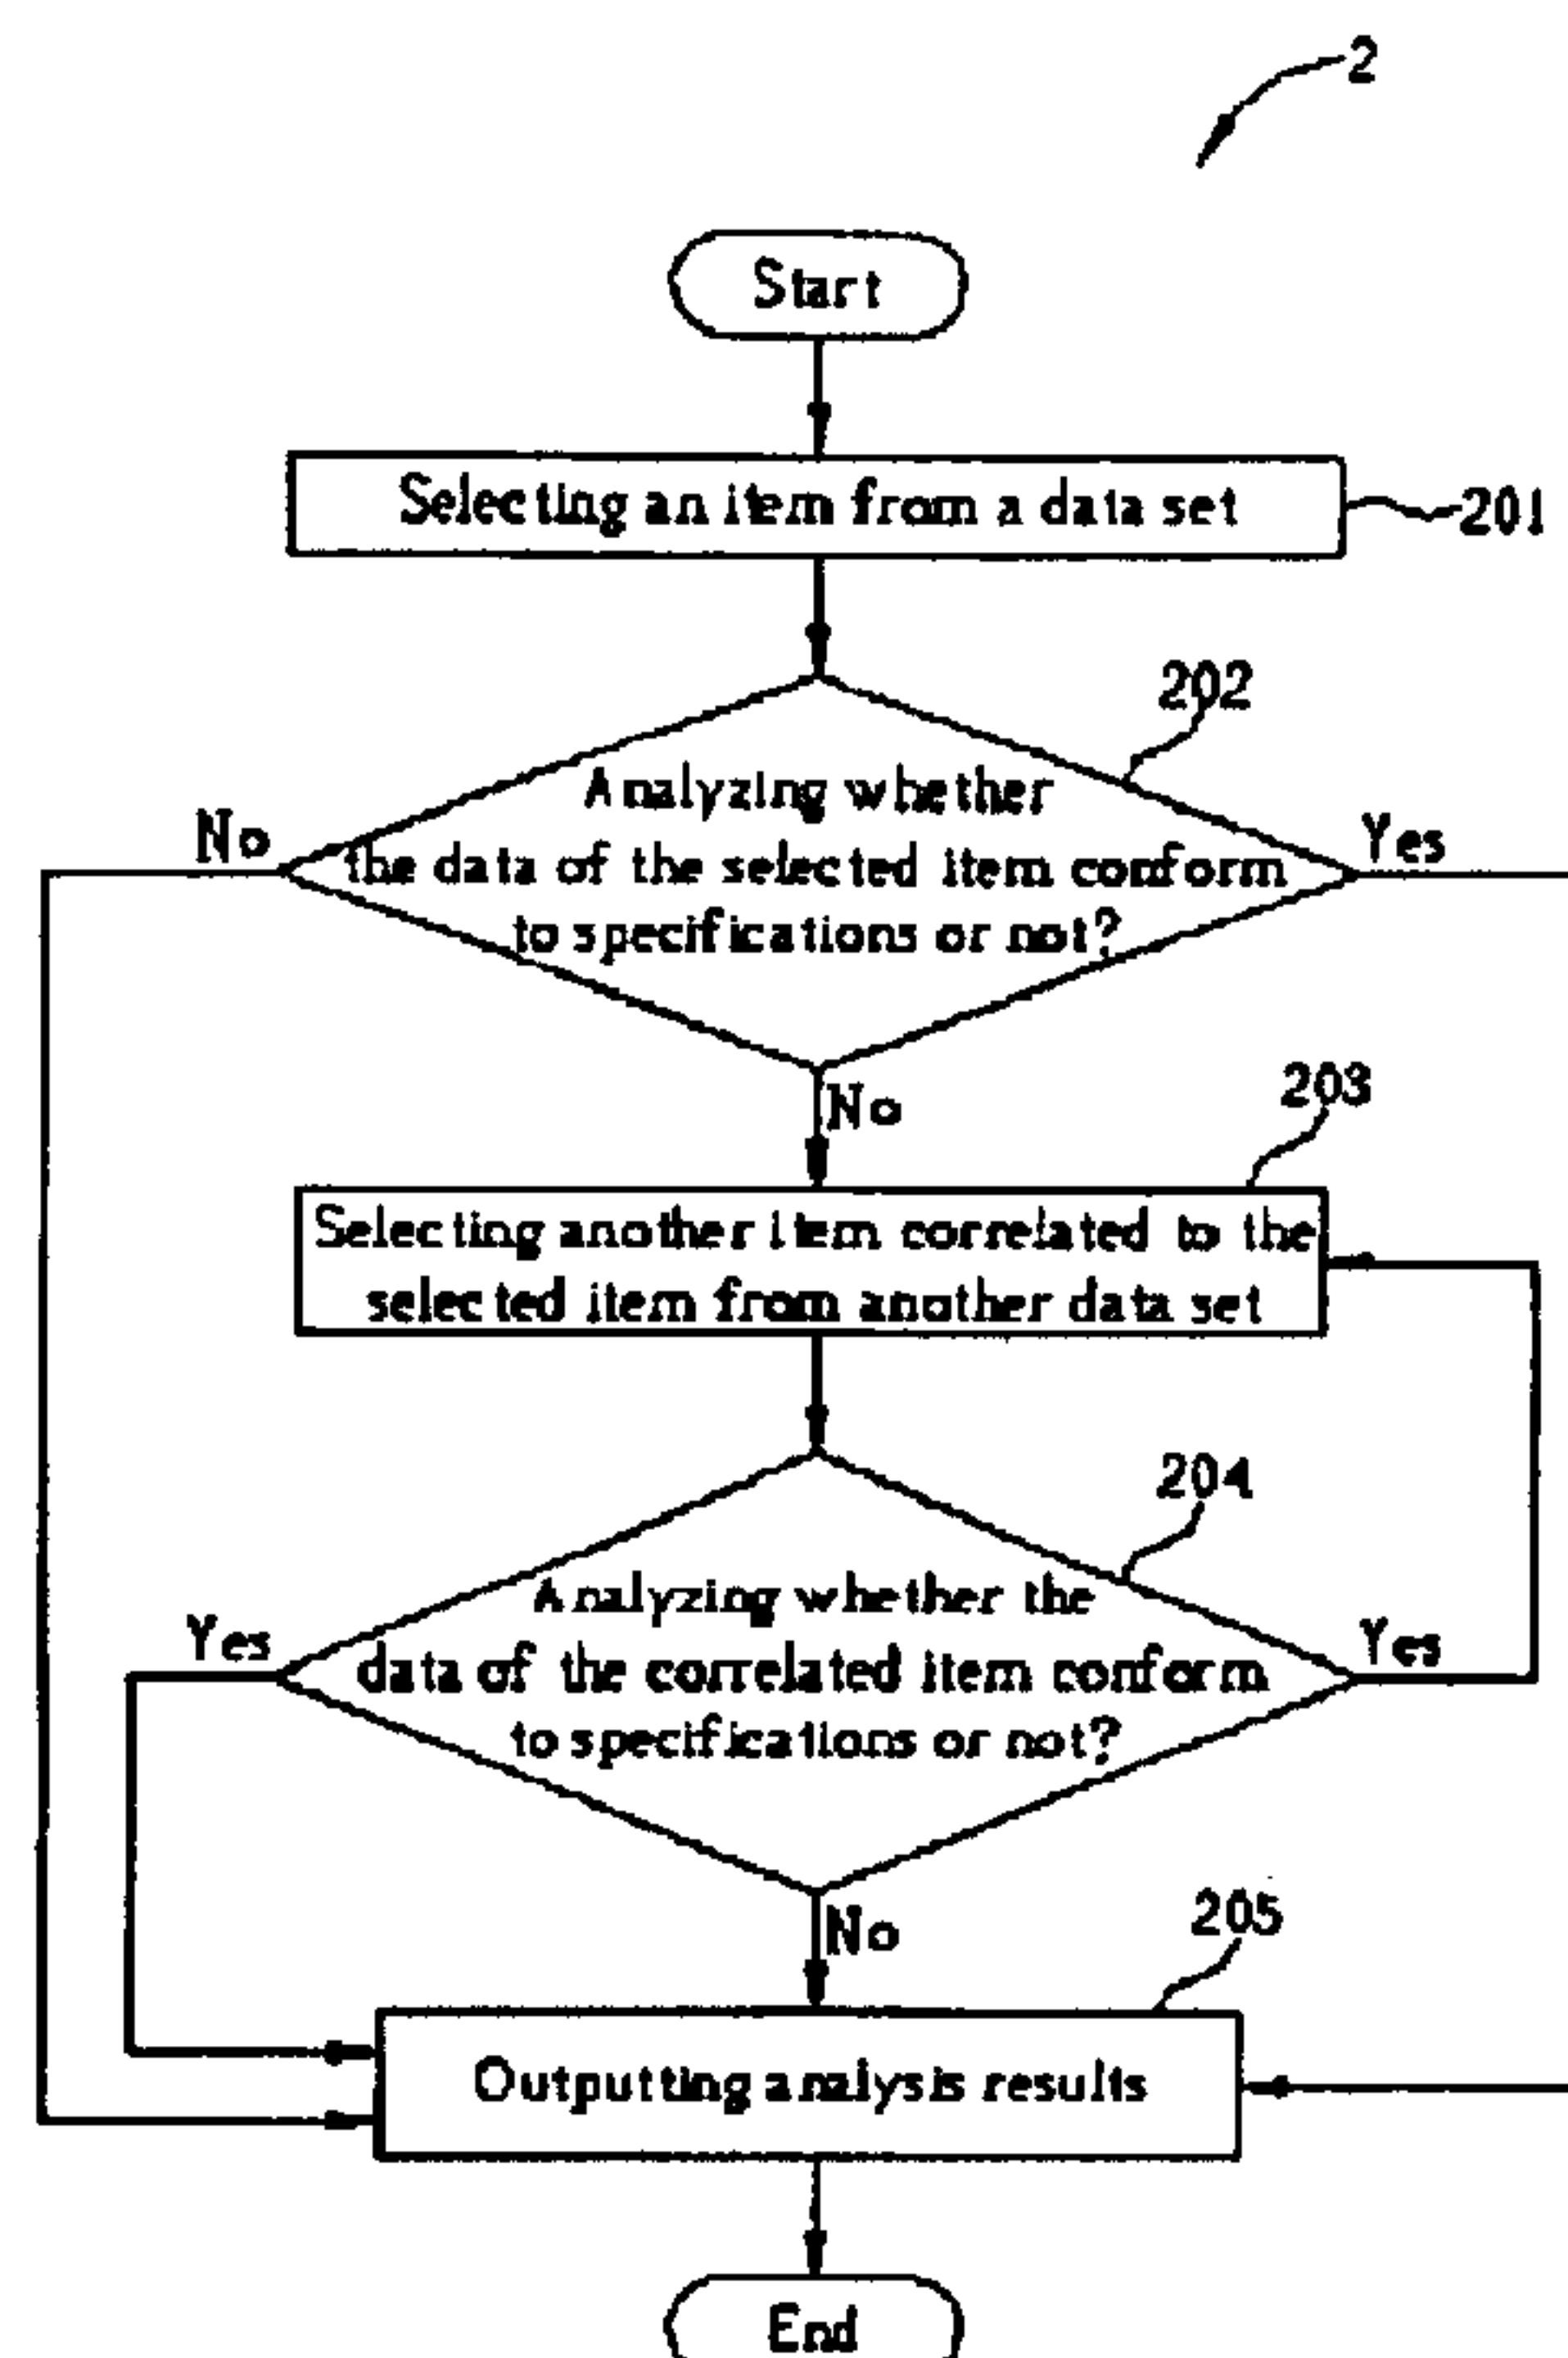 2
Start
Selecting an item from a data set
201
202
Analyzing whether
the data of the selected item conform
to specifications or not?
No
Yes
No
203
Selecting another item correlated to the
selected item from another data set
204
Analyzing whether the
data of the correlated item conform
to specifications or not?
Yes
Yes
No
205
Outputting analysis results
End